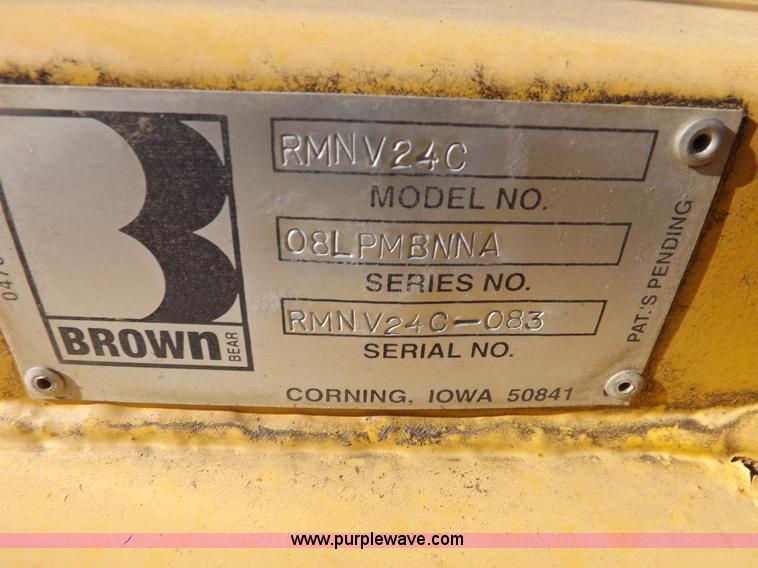 RMNV24C
MODEL NO.
08LPMBNNA
SERIES NO.
RMNV24C-083
SERIAL NO.
CORNING, IOWA 50841
BROWN
BEAR
PAT.'S PENDING
www.purplewave.com